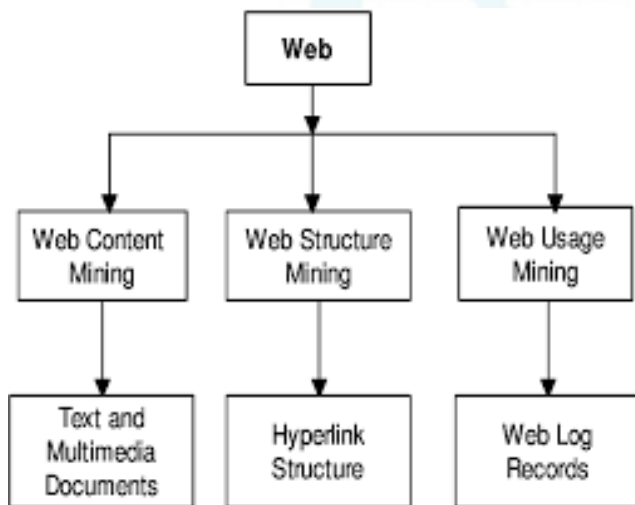 Web
Web Content
Mining
Web Structure
Mining
Web Usage
Mining
Text and
Multimedia
Documents
Hyperlink
Structure
Web Log
Records